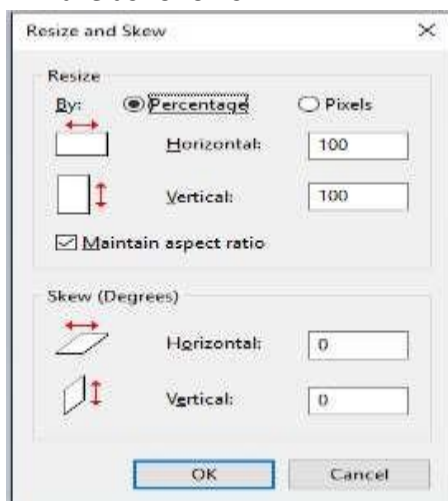 Resize and Skew
Resize
By: Percentage Pixels
Horizontal: 100
Vertical: 100
Maintain aspect ratio
Skew (Degrees)
Horizontal: 0
Vertical: 0
OK Cancel